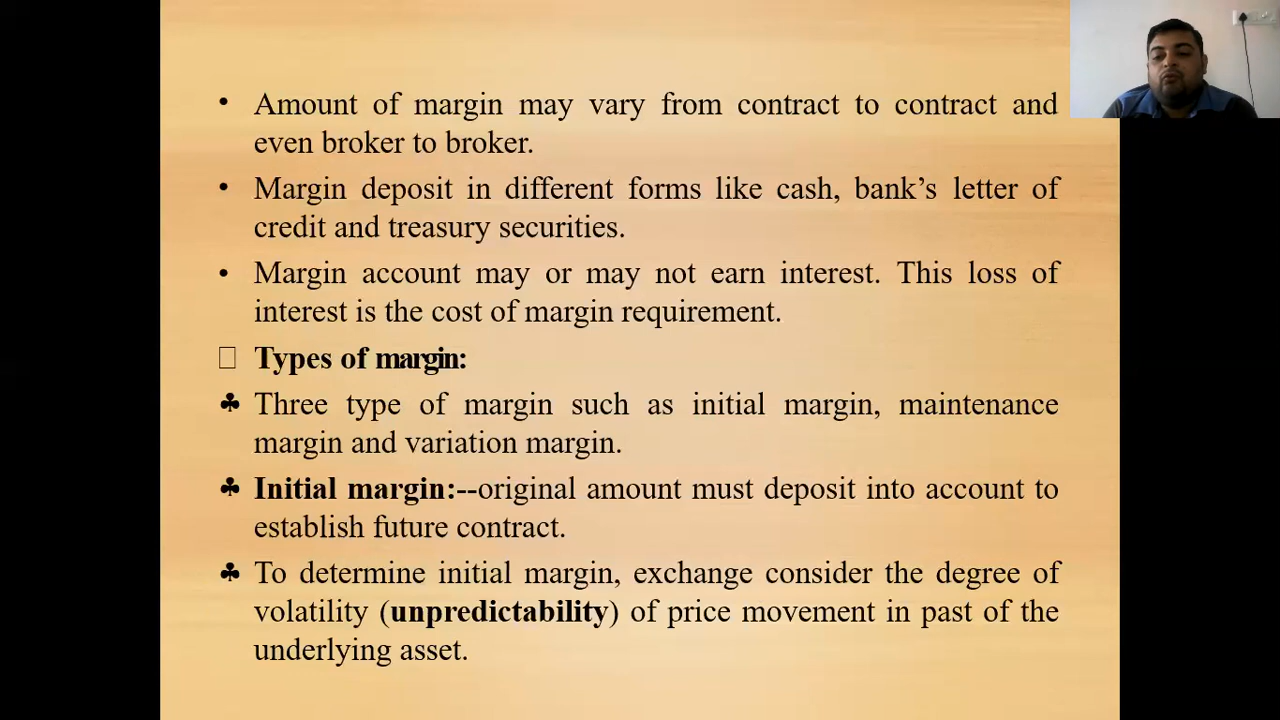 • Amount of margin may vary from contract to contract and
even broker to broker.
• Margin deposit in different forms like cash, bank’s letter of
credit and treasury securities.
• Margin account may or may not earn interest. This loss of
interest is the cost of margin requirement.
□ Types of margin:
♣ Three type of margin such as initial margin, maintenance
margin and variation margin.
♣ Initial margin:--original amount must deposit into account to
establish future contract.
♣ To determine initial margin, exchange consider the degree of
volatility (unpredictability) of price movement in past of the
underlying asset.